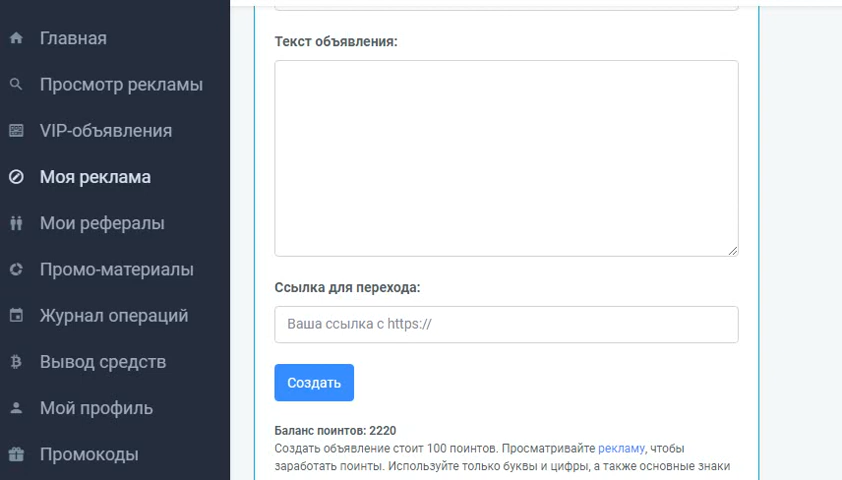 Главная
Просмотр рекламы
VIP-объявления
Моя реклама
Мои рефералы
Промо-материалы
Журнал операций
Вывод средств
Мой профиль
Промокоды
Текст объявления:
Ссылка для перехода:
Ваша ссылка с https://
Создать
Баланс поинтов: 2220
Создать объявление стоит 100 поинтов. Просматривайте рекламу, чтобы
заработать поинты. Используйте только буквы и цифры, а также основные знаки